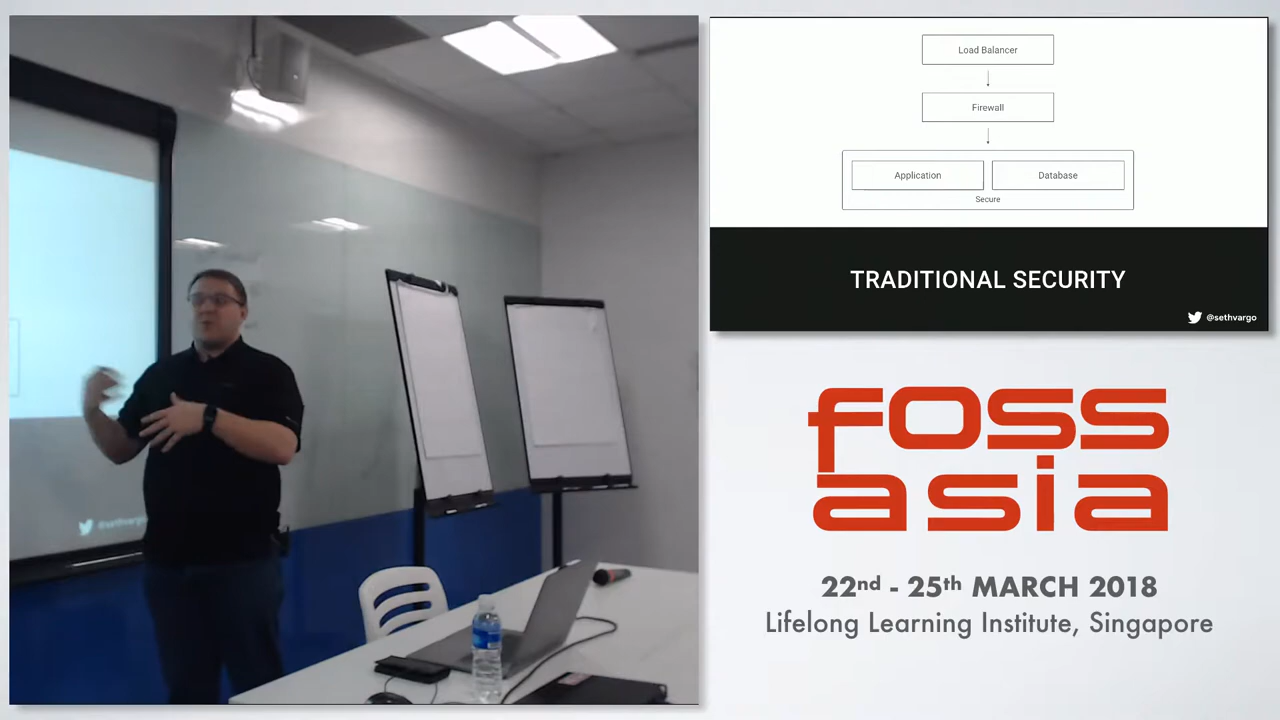 Load Balancer
Firewall
Application
Database
Secure
TRADITIONAL SECURITY
@sethvargo
foss
asia
22nd - 25th MARCH 2018
Lifelong Learning Institute, Singapore
@sethvargo